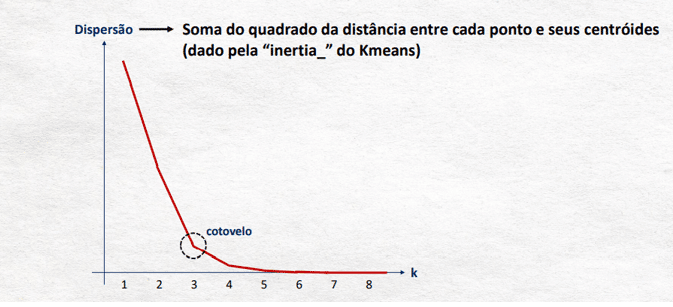 Dispersão
Soma do quadrado da distância entre cada ponto e seus centróides
(dado pela “inertia_” do Kmeans)
cotovelo
k
1 2 3 4 5 6 7 8